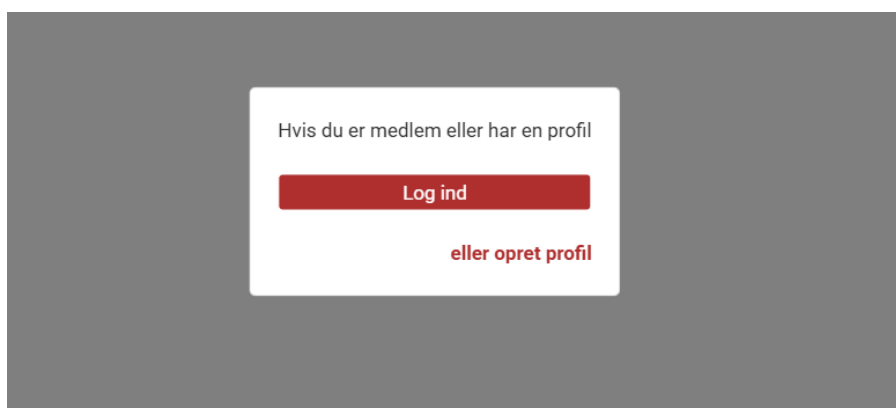 Hvis du er medlem eller har en profil
Log ind
eller opret profil